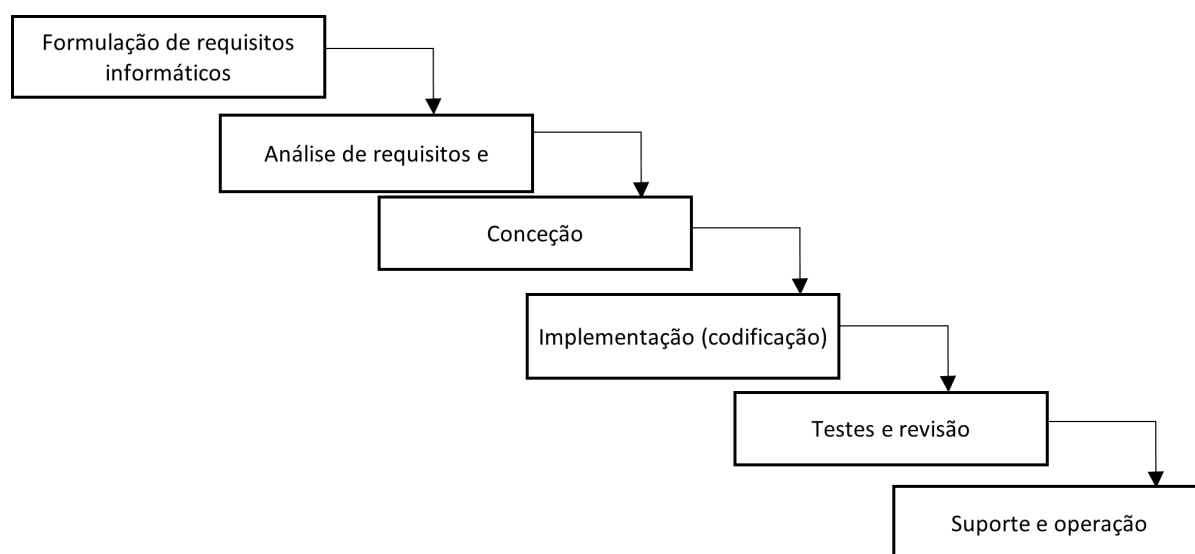 Formulação de requisitos
informáticos
Análise de requisitos e
Conceção
Implementação (codificação)
Testes e revisão
Suporte e operação